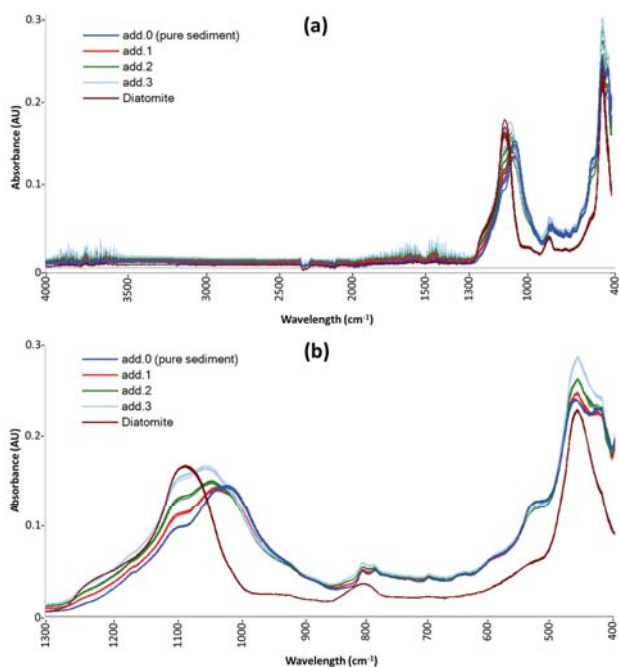 (a)
0.3
add.0 (pure sediment)
add.1
add.2
add.3
Diatomite
0.2
0.1
0
Absorbance (AU)
4000
3500
3000
2000
1500
1300
1000
400
Wavelength (cm⁻¹)
(b)
0.3
add.0 (pure sediment)
add.1
add.2
add.3
Diatomite
0.2
0.1
0
Absorbance (AU)
1300
1200
1100
1000
900
800
700
600
500
400
Wavelength (cm⁻¹)